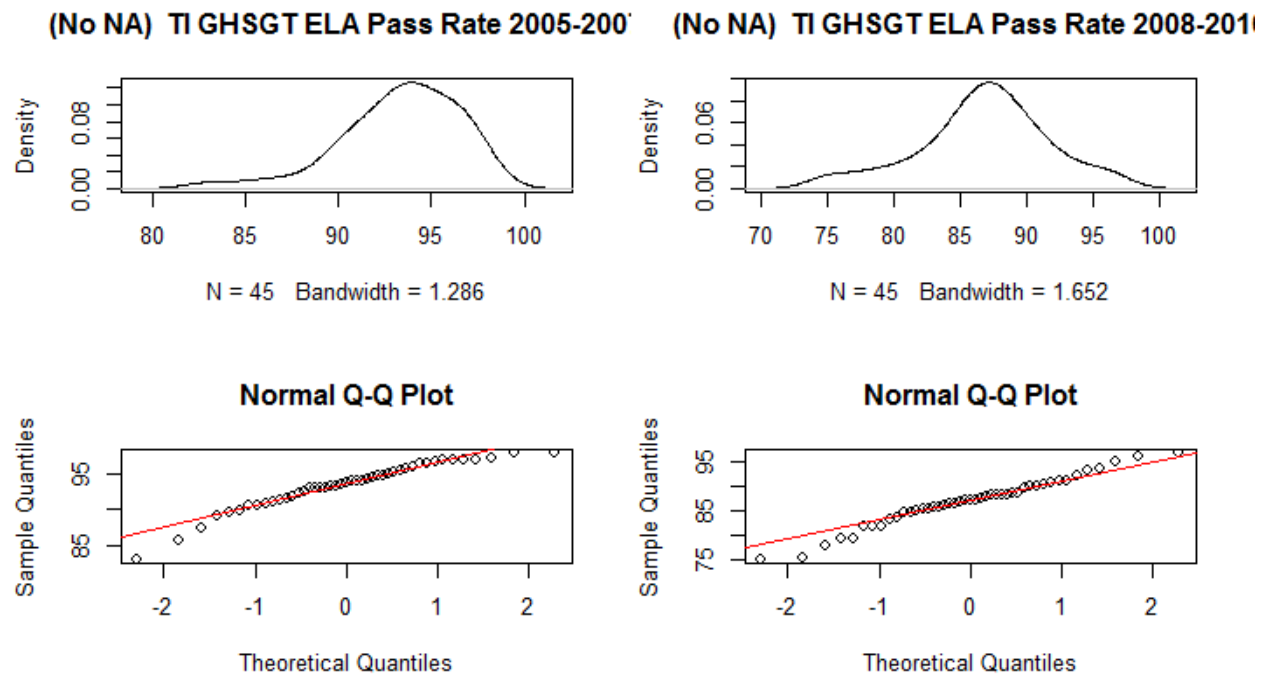 (No NA) TI GHSGT ELA Pass Rate 2005-2007
Density
0.08
0.00
80 85 90 95 100
N = 45 Bandwidth = 1.286
(No NA) TI GHSGT ELA Pass Rate 2008-2010
Density
0.06
0.00
70 75 80 85 90 95 100
N = 45 Bandwidth = 1.652
Normal Q-Q Plot
Sample Quantiles
95
85
-2 -1 0 1 2
Theoretical Quantiles
Normal Q-Q Plot
Sample Quantiles
95
85
75
-2 -1 0 1 2
Theoretical Quantiles